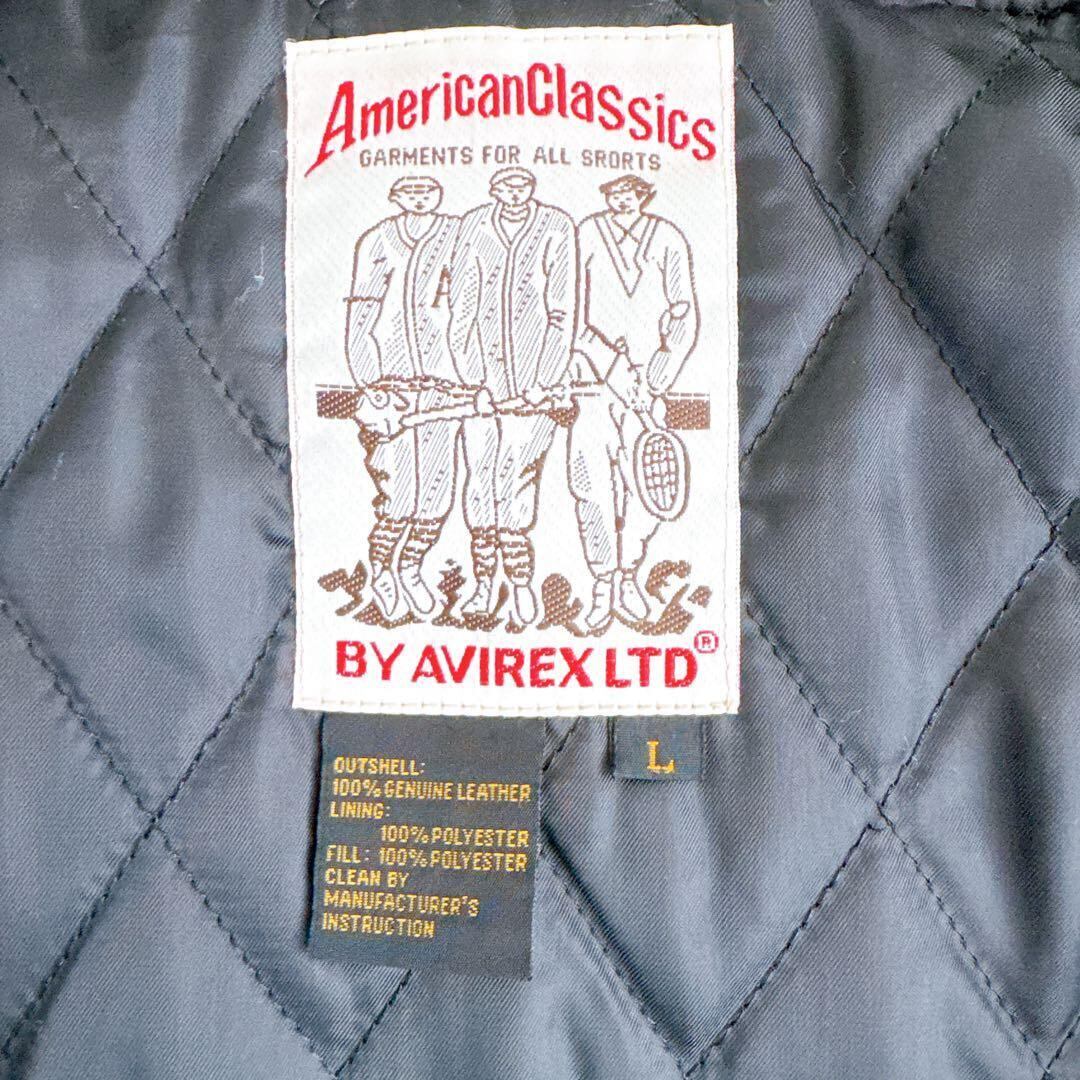 AmericanClassics
GARMENTS FOR ALL SRORTS
A
BY AVIREX LTD®
L
OUTSHELL:
100% GENUINE LEATHER
LINING:
100% POLYESTER
FILL: 100% POLYESTER
CLEAN BY
MANUFACTURER'S
INSTRUCTION